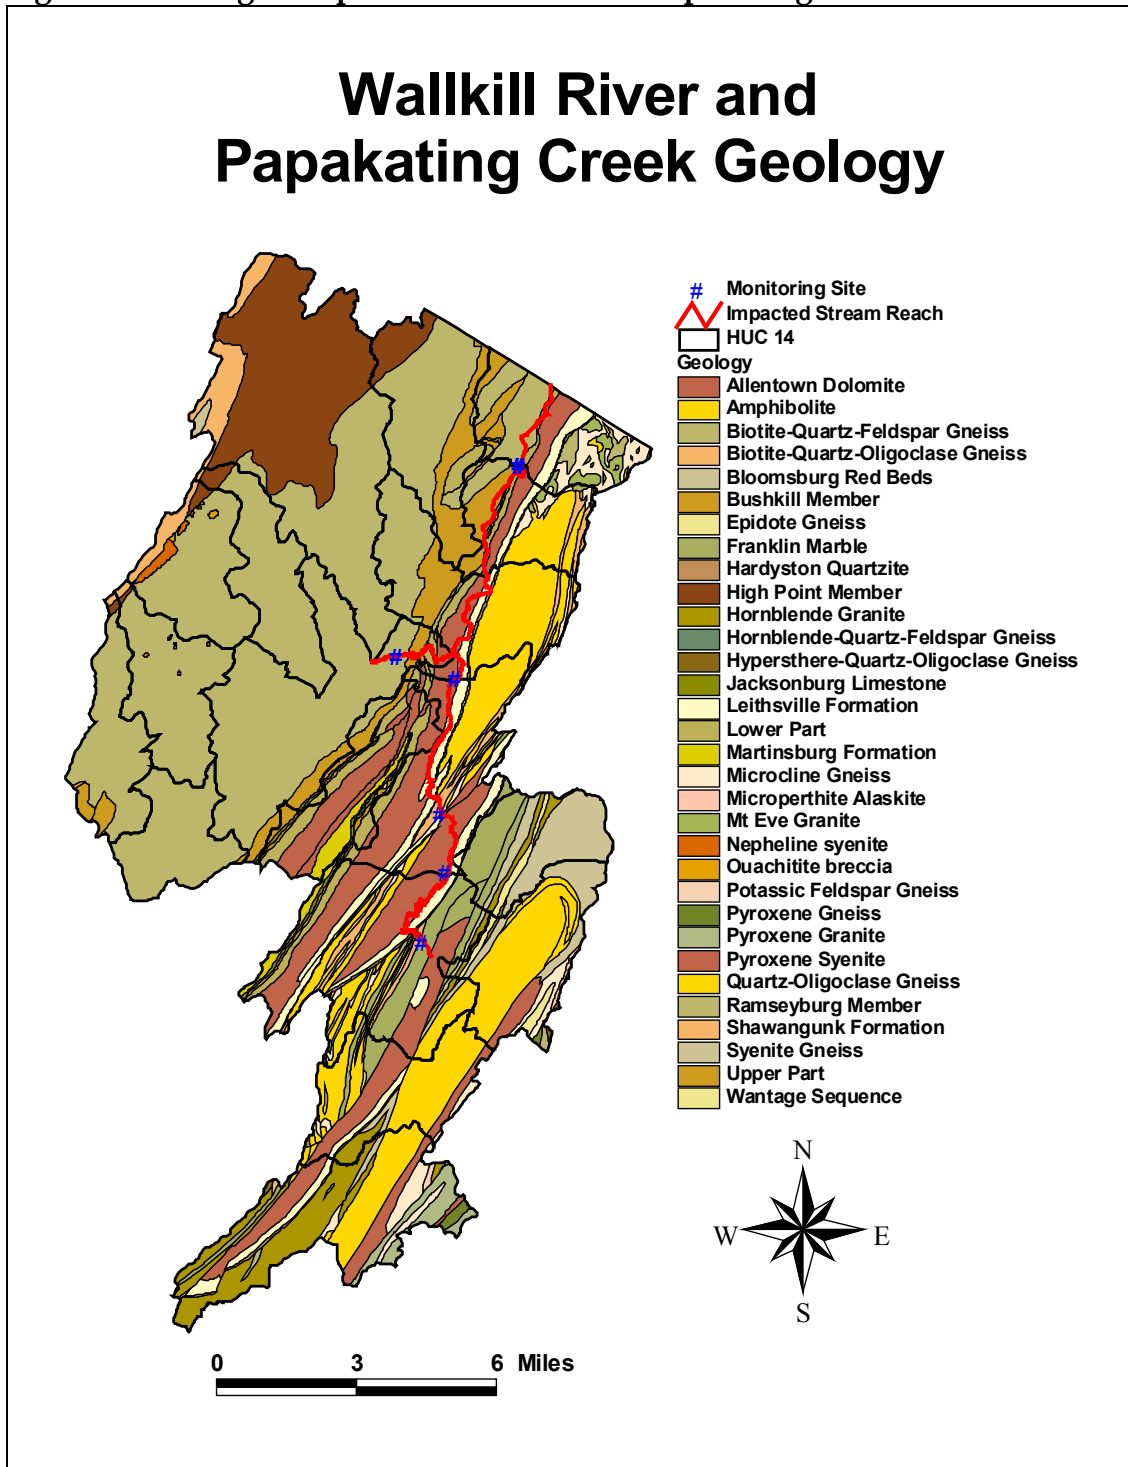 Wallkill River and
Papakating Creek Geology
# Monitoring Site
Impacted Stream Reach
HUC 14
Geology
Allentown Dolomite
Amphibolite
Biotite-Quartz-Feldspar Gneiss
Biotite-Quartz-Oligoclase Gneiss
Bloomsburg Red Beds
Bushkill Member
Epidote Gneiss
Franklin Marble
Hardyston Quartzite
High Point Member
Hornblende Granite
Hornblende-Quartz-Feldspar Gneiss
Hypersthere-Quartz-Oligoclase Gneiss
Jacksonburg Limestone
Leithsville Formation
Lower Part
Martinsburg Formation
Microcline Gneiss
Microperthite Alaskite
Mt Eve Granite
Nepheline syenite
Ouachitite breccia
Potassic Feldspar Gneiss
Pyroxene Gneiss
Pyroxene Granite
Pyroxene Syenite
Quartz-Oligoclase Gneiss
Ramseyburg Member
Shawangunk Formation
Syenite Gneiss
Upper Part
Wantage Sequence
#
#
#
#
#
#
N
W E
S
0 3 6 Miles